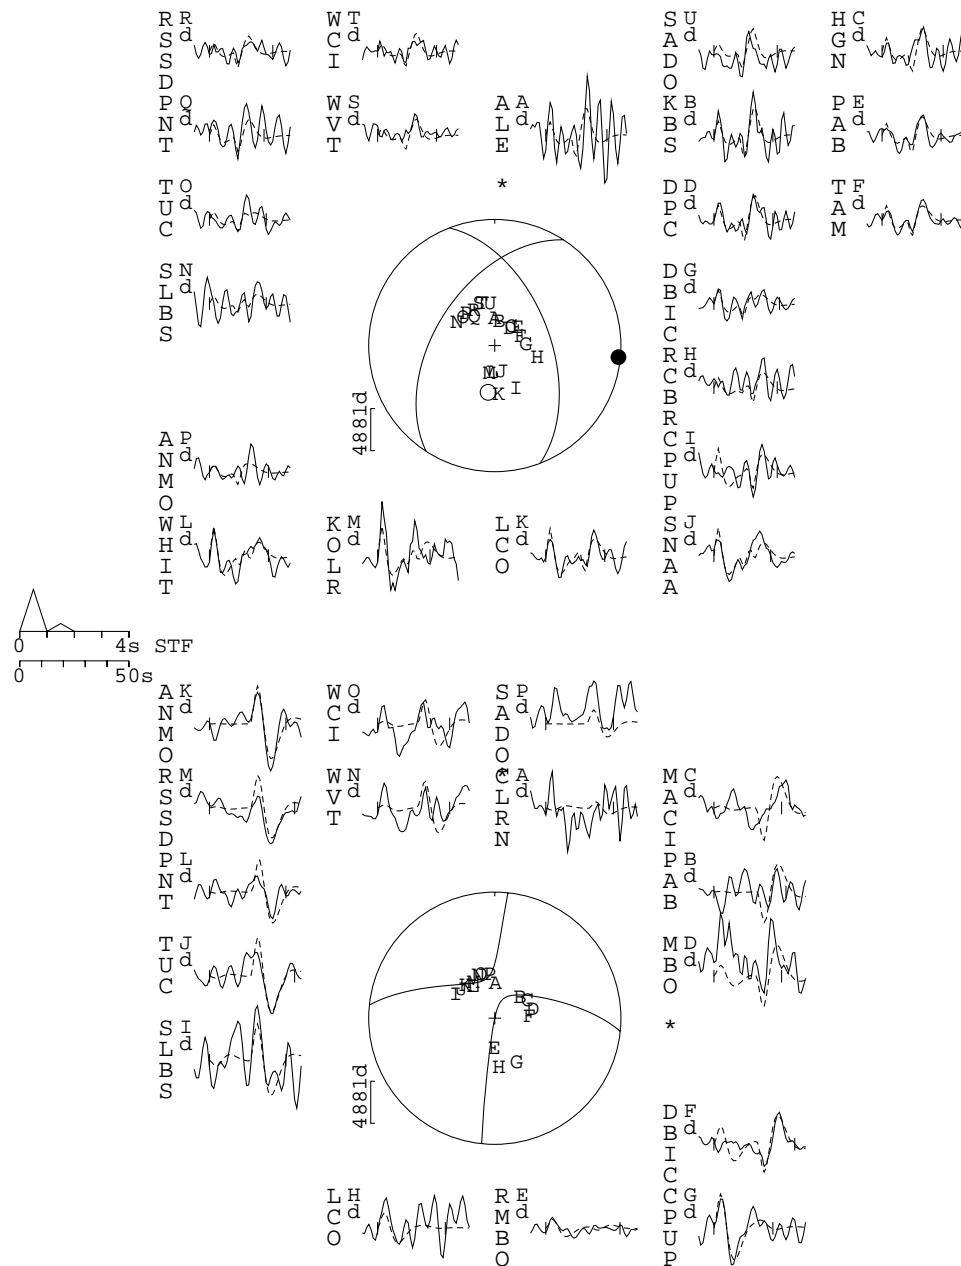 RSSD R d
WCI T d
SADO U d
HGN C d
PNT Q d
WVT S d
ALE A d
KBS B d
PAB E d
*
TUC O d
DPC D d
TAM F d
SLBS N d
DBIC G d
RCBR H d
4881d
ANMO P d
CPUP I d
WHIT L d
KOLR M d
LCO K d
SNAA J d
0 4s STF
0 50s
ANMO K d
WCI O d
SADO P d
RSSD M d
WVT N d
* CLRN A d
MACI C d
PNT L d
PAB B d
TUC J d
MBO D d
*
SLBS I d
4881d
DBIC F d
LCO H d
RMBO E d
CPUP G d